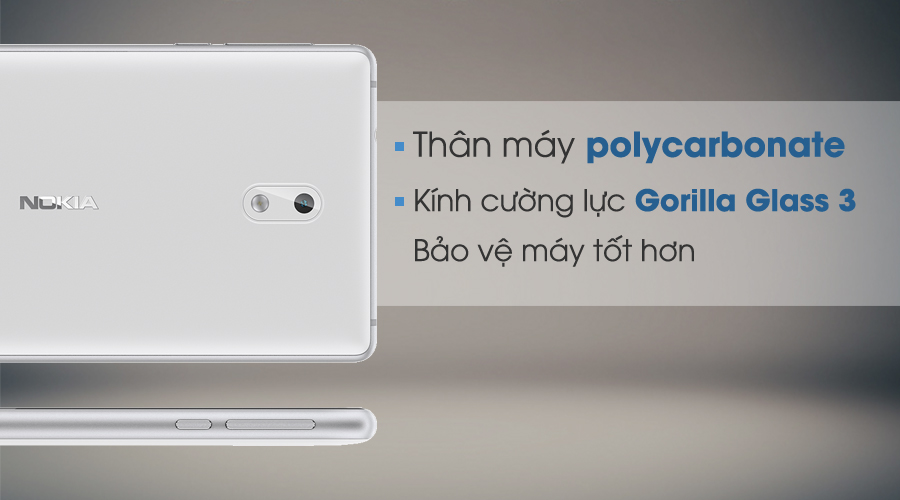 NOKIA
Thân máy polycarbonate
Kính cường lực Gorilla Glass 3
Bảo vệ máy tốt hơn